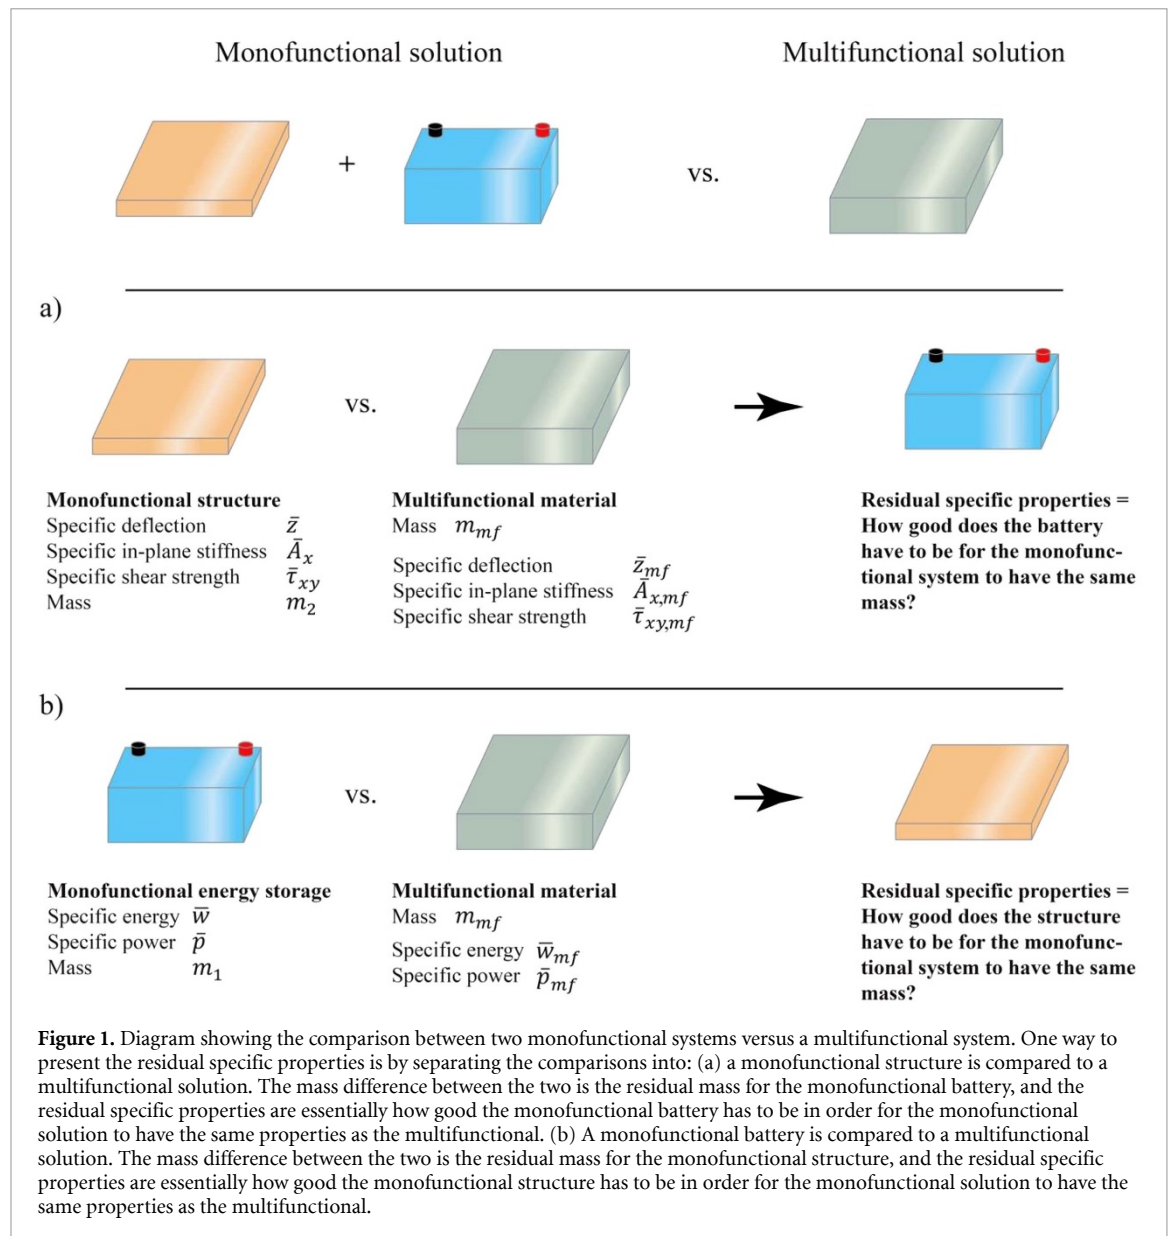 Monofunctional solution
Multifunctional solution
+
vs.
a)
vs.
Monofunctional structure
Specific deflection z̄
Specific in-plane stiffness Āₓ
Specific shear strength τ̄ₓᵧ
Mass m₂
Multifunctional material
Mass m_mf
Specific deflection z̄_mf
Specific in-plane stiffness Ā_x,mf
Specific shear strength τ̄_xy,mf
Residual specific properties =
How good does the battery
have to be for the monofunc-
tional system to have the same
mass?
b)
vs.
Monofunctional energy storage
Specific energy w̄
Specific power p̄
Mass m₁
Multifunctional material
Mass m_mf
Specific energy w̄_mf
Specific power p̄_mf
Residual specific properties =
How good does the structure
have to be for the monofunc-
tional system to have the same
mass?
Figure 1. Diagram showing the comparison between two monofunctional systems versus a multifunctional system. One way to
present the residual specific properties is by separating the comparisons into: (a) a monofunctional structure is compared to a
multifunctional solution. The mass difference between the two is the residual mass for the monofunctional battery, and the
residual specific properties are essentially how good the monofunctional battery has to be in order for the monofunctional
solution to have the same properties as the multifunctional. (b) A monofunctional battery is compared to a multifunctional
solution. The mass difference between the two is the residual mass for the monofunctional structure, and the residual specific
properties are essentially how good the monofunctional structure has to be in order for the monofunctional solution to have the
same properties as the multifunctional.